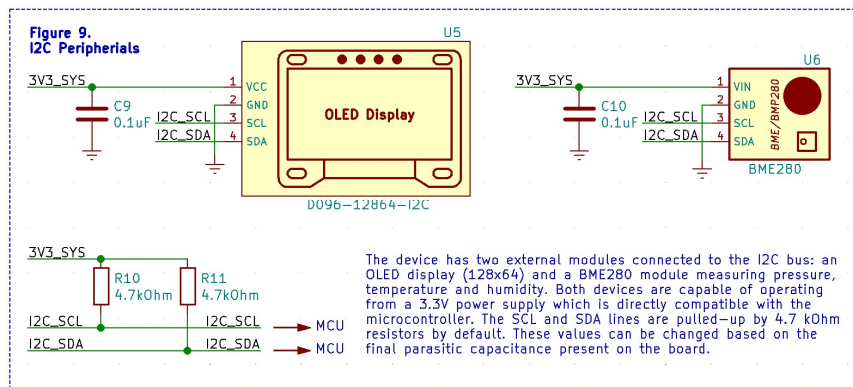 Figure 9.
I2C Peripherials
U5
3V3_SYS
C9
0.1uF
I2C_SCL
I2C_SDA
1 VCC
2 GND
3 SCL
4 SDA
OLED Display
D096-12864-I2C
U6
3V3_SYS
C10
0.1uF
I2C_SCL
I2C_SDA
1 VIN
2 GND
3 SCL
4 SDA
BME/BMP280
BME280
3V3_SYS
R10
4.7kOhm
R11
4.7kOhm
I2C_SCL I2C_SCL MCU
I2C_SDA I2C_SDA MCU
The device has two external modules connected to the I2C bus: an
OLED display (128x64) and a BME280 module measuring pressure,
temperature and humidity. Both devices are capable of operating
from a 3.3V power supply which is directly compatible with the
microcontroller. The SCL and SDA lines are pulled-up by 4.7 kOhm
resistors by default. These values can be changed based on the
final parasitic capacitance present on the board.